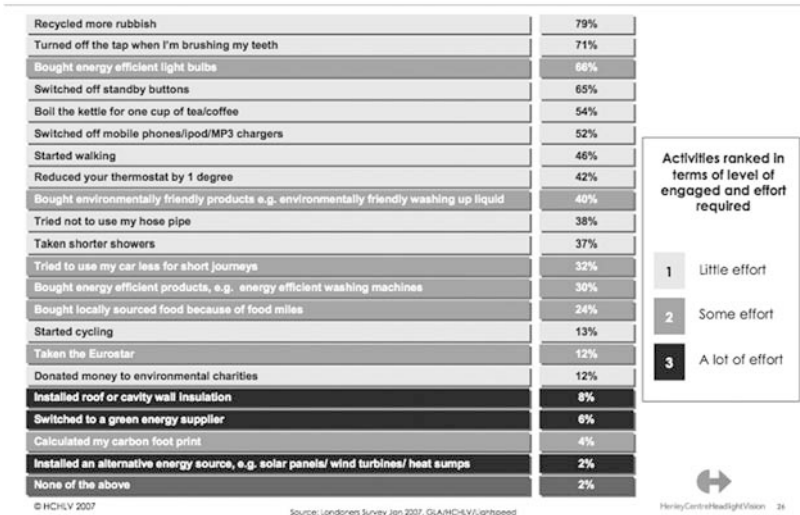 Recycled more rubbish 79%
Turned off the tap when I'm brushing my teeth 71%
Bought energy efficient light bulbs 66%
Switched off standby buttons 65%
Boil the kettle for one cup of tea/coffee 54%
Switched off mobile phones/ipod/MP3 chargers 52%
Started walking 46%
Reduced your thermostat by 1 degree 42%
Bought environmentally friendly products e.g. environmentally friendly washing up liquid 40%
Tried not to use my hose pipe 38%
Taken shorter showers 37%
Tried to use my car less for short journeys 32%
Bought energy efficient products, e.g. energy efficient washing machines 30%
Bought locally sourced food because of food miles 24%
Started cycling 13%
Taken the Eurostar 12%
Donated money to environmental charities 12%
Installed roof or cavity wall insulation 8%
Switched to a green energy supplier 6%
Calculated my carbon foot print 4%
Installed an alternative energy source, e.g. solar panels/ wind turbines/ heat sumps 2%
None of the above 2%
Activities ranked in
terms of level of
engaged and effort
required
1 Little effort
2 Some effort
3 A lot of effort
© HCHLV 2007
Source: Londoners Survey Jan 2007, GLA/HCHLV/Lightspeed
HenleyCentreHeadlightVision 26